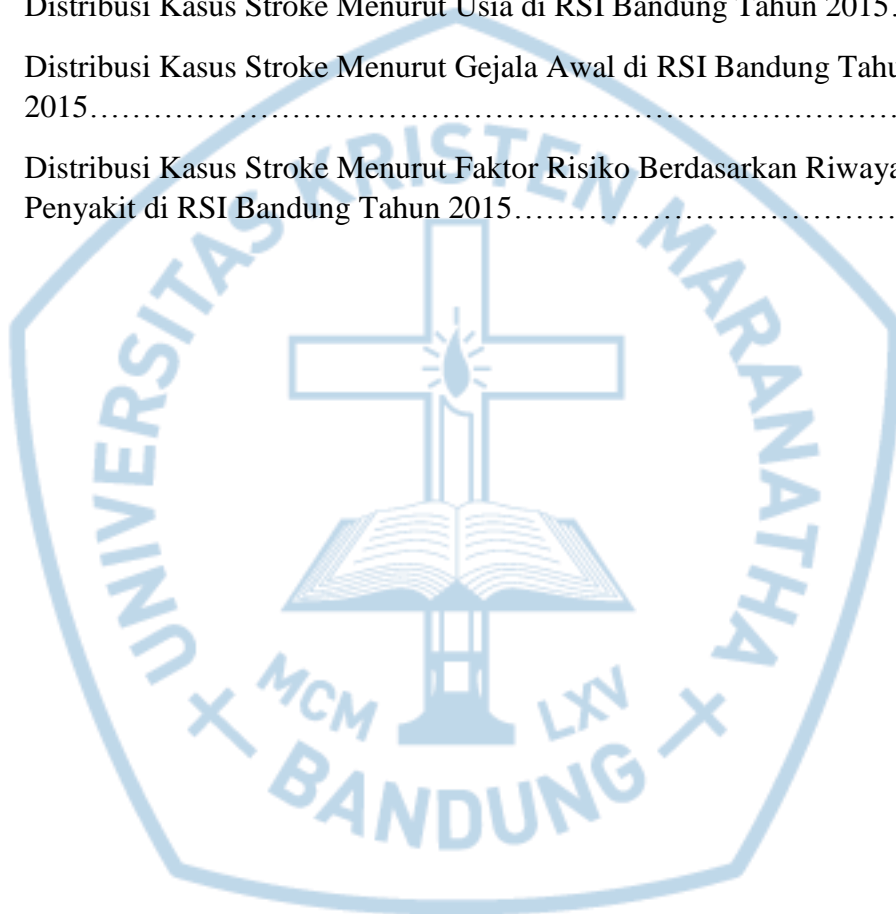 Distribusi Kasus Stroke Menurut Usia di RSI Bandung Tahun 2015.
Distribusi Kasus Stroke Menurut Gejala Awal di RSI Bandung Tahu
2015……………………………………………………………………
Distribusi Kasus Stroke Menurut Faktor Risiko Berdasarkan Riwaya
Penyakit di RSI Bandung Tahun 2015………………………………
UNIVERSITAS KRISTEN MARANATHA
MCM LXV
BANDUNG